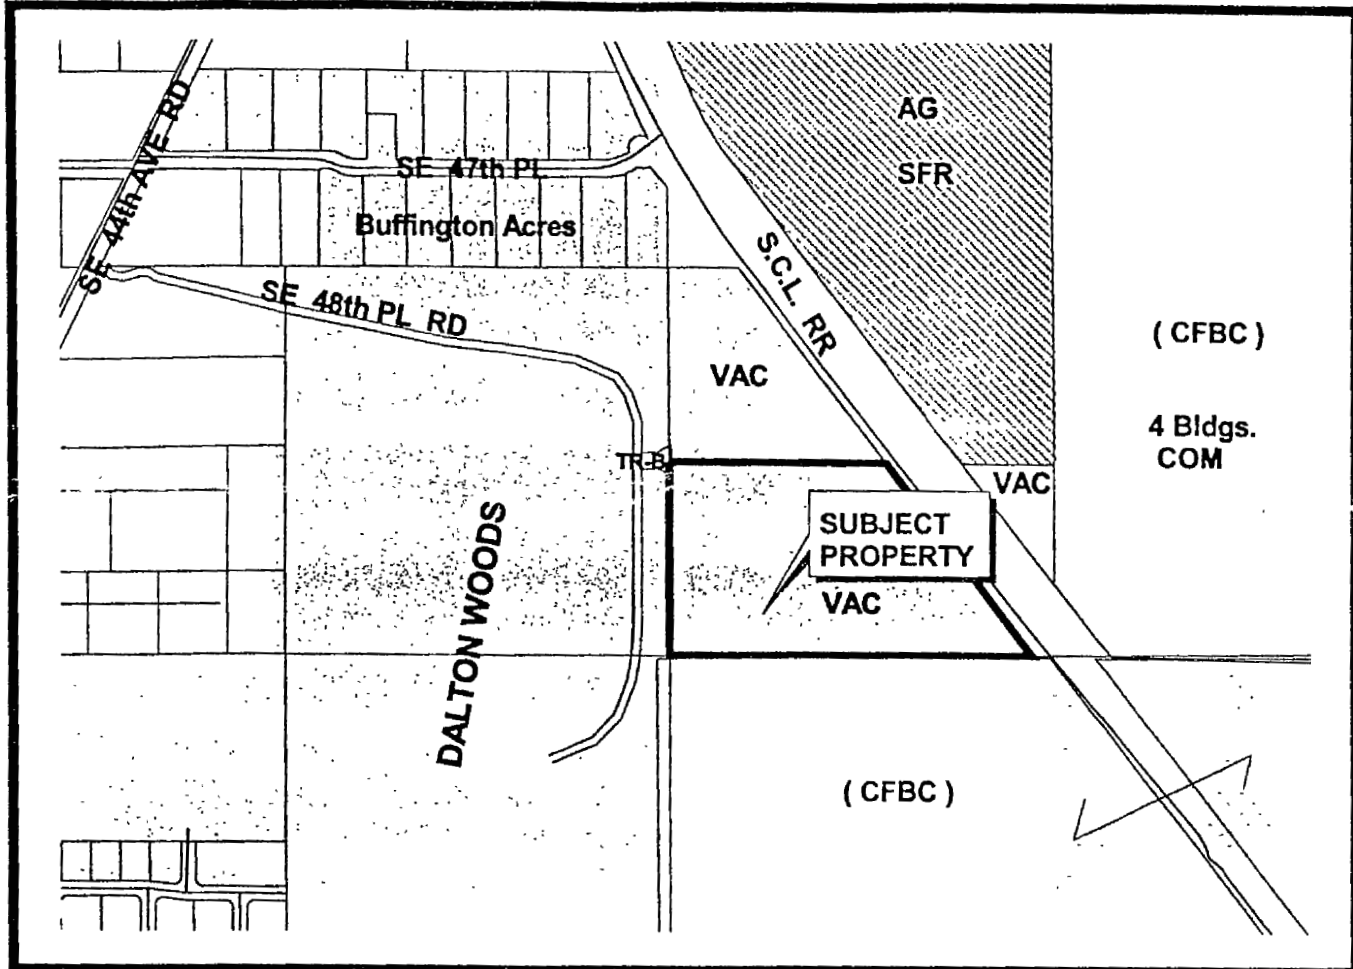 AG
SFR
SE 44th AVE RD
SE 47th PL
Buffington Acres
S.C.L. RR
SE 48th PL RD
( CFBC )
VAC
4 Bldgs.
COM
TR-B
VAC
SUBJECT
PROPERTY
VAC
DALTON WOODS
( CFBC )